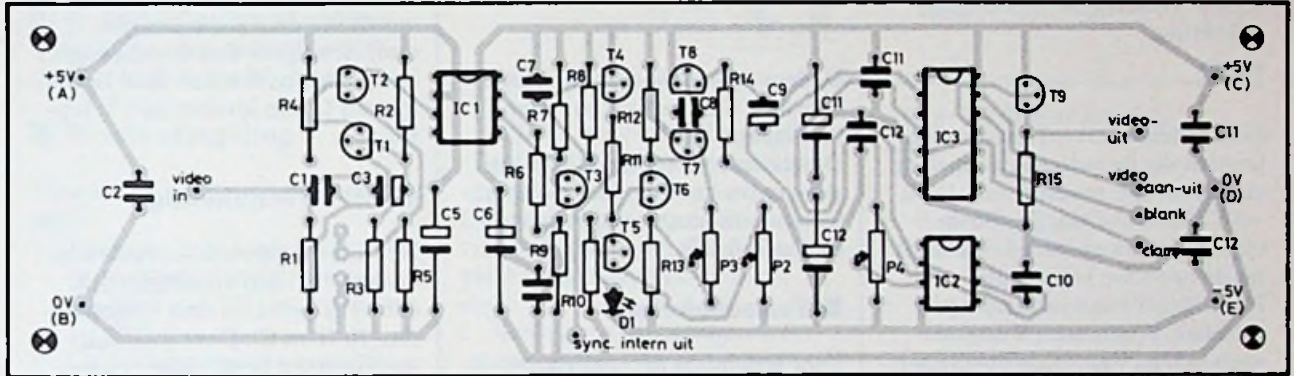 +5V
(A)
R4
T2
T1
R2
IC1
C7
R8
T4
T8
R14
C9
C11
C11
T9
+5V
(C)
R7
R12
C8
C12
IC3
video-
uit
C11
C2
video
in
C1
C3
R6
R11
T7
T3
T6
R15
video
aan-uit
0V
(D)
blank
R1
R3
R5
C5
C6
R9
T5
R13
P3
P2
C12
P4
IC2
C10
clamp
C12
0V
(B)
R10
D1
-5V
(E)
sync. intern uit